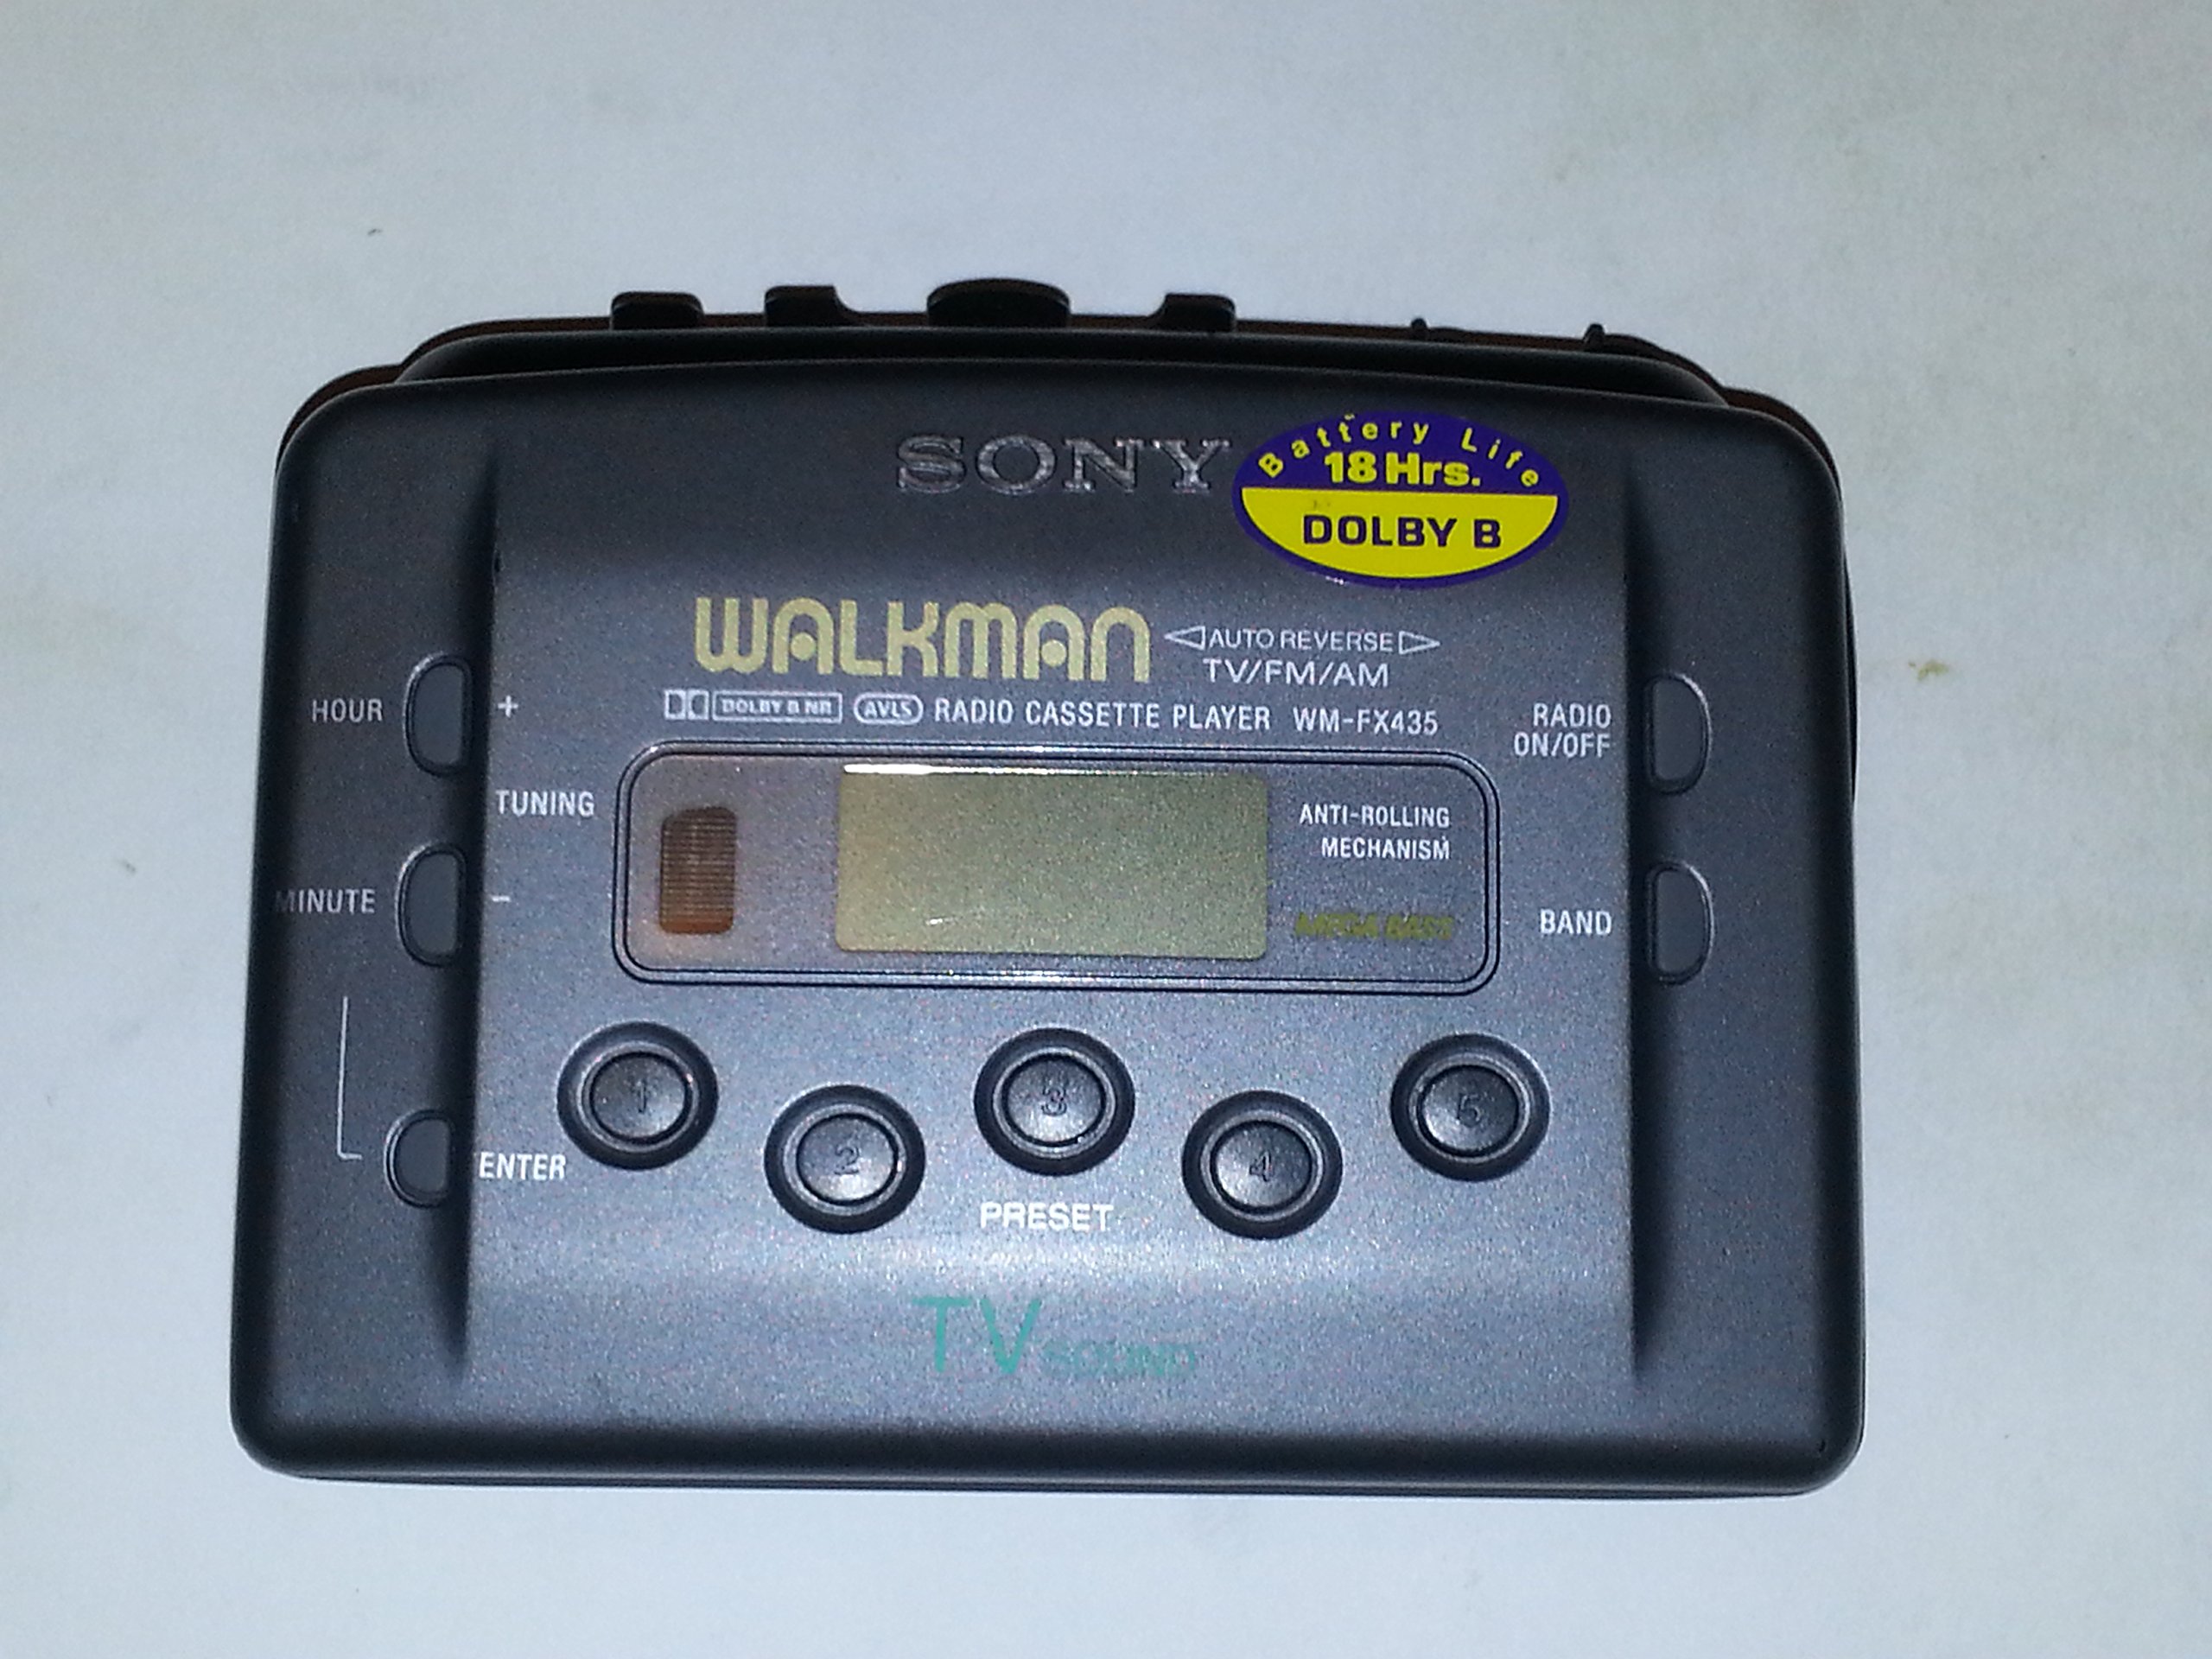 SONY
Battery Life
18 Hrs.
DOLBY B
WALKMAN
AUTO REVERSE
TV/FM/AM
DOLBY B NR AVLS RADIO CASSETTE PLAYER WM-FX435
HOUR +
TUNING
MINUTE -
ENTER
RADIO
ON/OFF
BAND
ANTI-ROLLING
MECHANISM
MEGA BASS
1
2
3
4
5
PRESET
TV SOUND